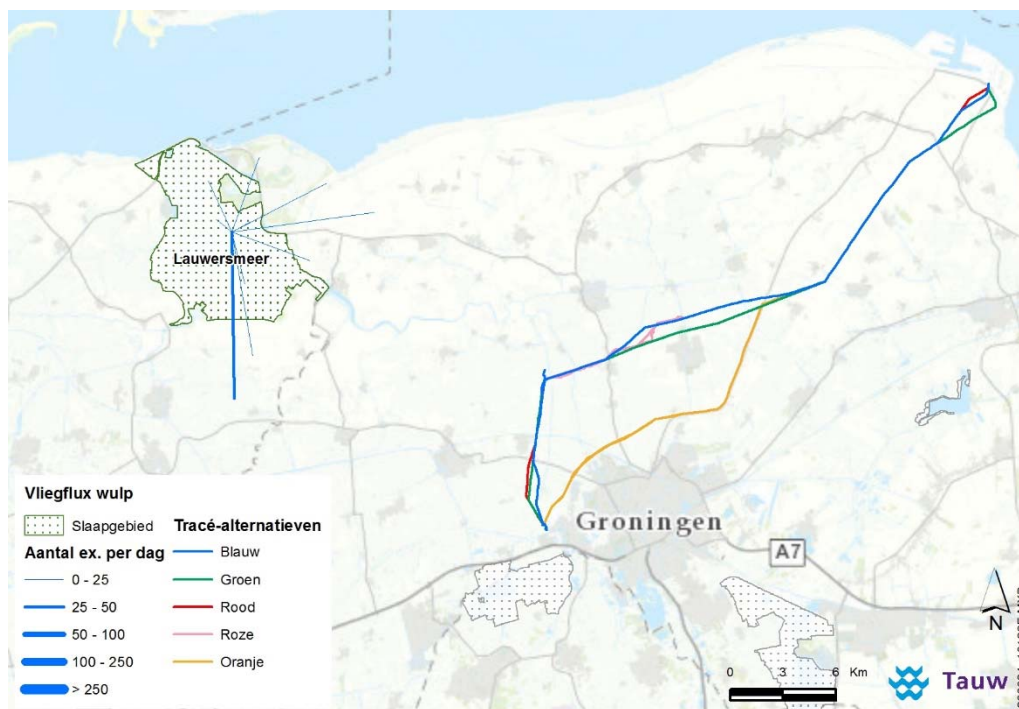 Lauwersmeer
Groningen
A7
Vliegflux wulp
Slaapgebied
Aantal ex. per dag
0 - 25
25 - 50
50 - 100
100 - 250
> 250
Tracé-alternatieven
Blauw
Groen
Rood
Roze
Oranje
N
0 3 6 Km
Tauw